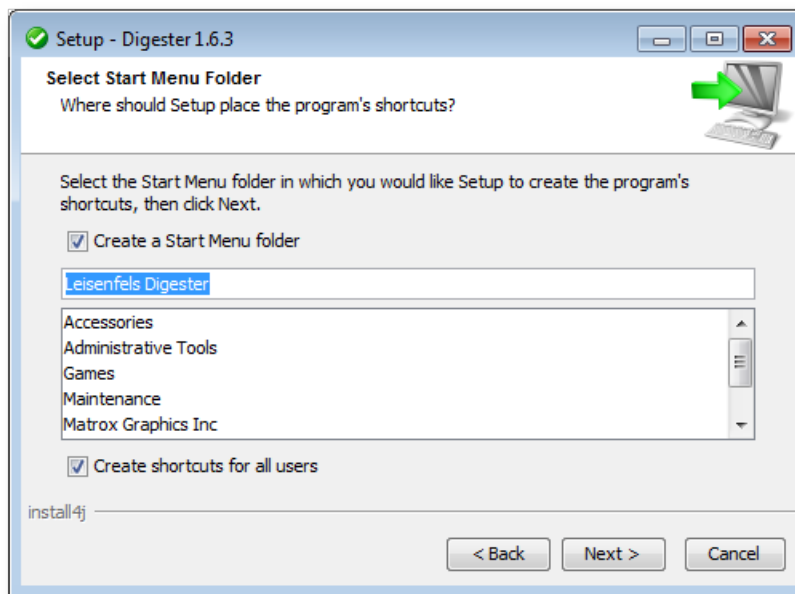 Setup - Digester 1.6.3
Select Start Menu Folder
Where should Setup place the program's shortcuts?
Select the Start Menu folder in which you would like Setup to create the program's
shortcuts, then click Next.
Create a Start Menu folder
Leisenfels Digester
Accessories
Administrative Tools
Games
Maintenance
Matrox Graphics Inc
Create shortcuts for all users
install4j
< Back Next > Cancel